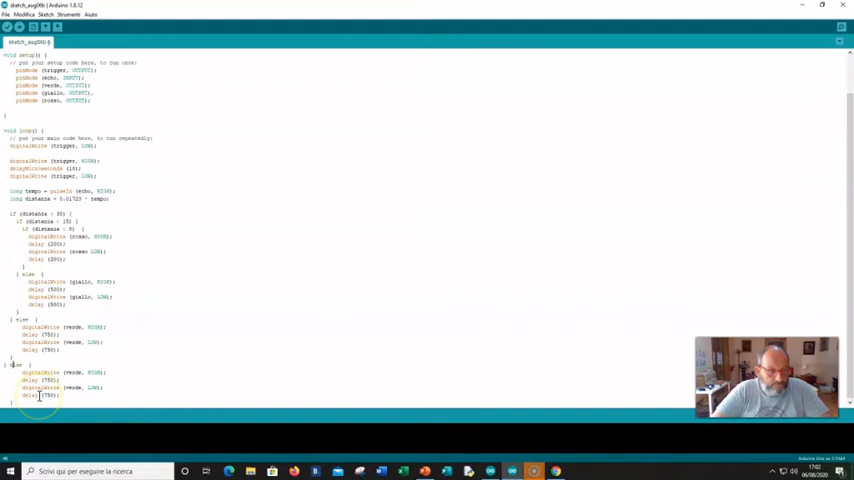 sketch_aug06b | Arduino 1.8.12
File Modifica Sketch Strumenti Aiuto
sketch_aug06b §
void setup() {
// put your setup code here, to run once:
pinMode (trigger, OUTPUT);
pinMode (echo, INPUT);
pinMode (verde, OUTPUT);
pinMode (giallo, OUTPUT),
pinMode (rosso, OUTPUT);
}
void loop() {
// put your main code here, to run repeatedly:
digitalWrite (trigger, LOW);
digitalWrite (trigger, HIGH);
delayMicroseconds (10);
digitalWrite (trigger, LOW);
long tempo = pulseIn (echo, HIGH);
long distanza = 0.01723 * tempo;
if (distanza < 30) {
if (distanza < 15) {
if (distanza < 8) {
digitalWrite (rosso, HIGH);
delay (200);
digitalWrite (rosso LOW);
delay (200);
}
} else {
digitalWrite (giallo, HIGH);
delay (500);
digitalWrite (giallo, LOW);
delay (500);
}
} else {
digitalWrite (verde, HIGH);
delay (750);
digitalWrite (verde, LOW);
delay (750);
}
} else {
digitalWrite (verde, HIGH);
delay (750);
digitalWrite (verde, LOW);
delay (750);
}
Arduino Uno su COM4
Scrivi qui per eseguire la ricerca
17:02
06/08/2020